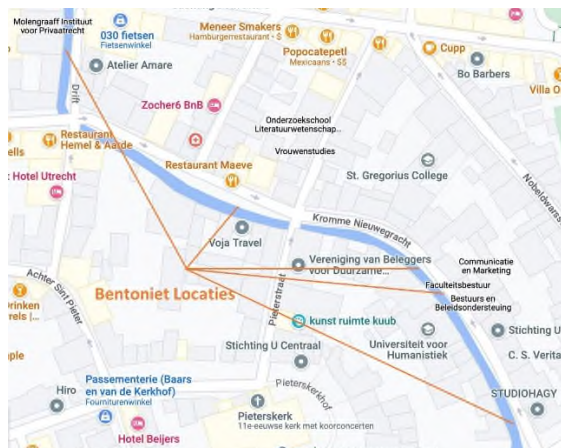 Molengraaff Instituut
voor Privaatrecht
030 fietsen
Fietsenwinkel
Meneer Smakers
Hamburgerrestaurant • $
Atelier Amare
Popocatepetl
Mexicaans • $$
Cupp
Bo Barbers
Drift
Zocher6 BnB
Villa O
Onderzoekschool
Literatuurwetenschap...
Restaurant
Hemel & Aarde
Vrouwenstudies
ells
Restaurant Maeve
St. Gregorius College
Nobeldwarss
t Hotel Utrecht
Kromme Nieuwegracht
Voja Travel
Vereniging van Beleggers
voor Duurzame...
Communicatie
en Marketing
Achter Sint Pieter
Bentoniet Locaties
Faculteitsbestuur
Bestuurs en
Beleidsondersteuing
Drinken
rels |...
Pieterstraat
kunst ruimte kuub
Stichting U
Stichting U Centraal
Universiteit voor
Humanistiek
C. S. Verita
ple
Passementerie (Baars
en van de Kerkhof)
Fourniturenwinkel
Hiro
Pieterskerkhof
STUDIOHAGY
Pieterskerk
11e-eeuwse kerk met koorconcerten
Hotel Beijers